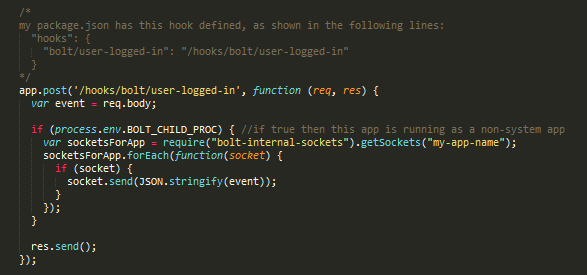 /*
my package.json has this hook defined, as shown in the following lines:
  "hooks": {
    "bolt/user-logged-in": "/hooks/bolt/user-logged-in"
  }
*/
app.post('/hooks/bolt/user-logged-in', function (req, res) {
  var event = req.body;

  if (process.env.BOLT_CHILD_PROC) { //if true then this app is running as a non-system app
    var socketsForApp = require("bolt-internal-sockets").getSockets("my-app-name");
    socketsForApp.forEach(function(socket) {
      if (socket) {
        socket.send(JSON.stringify(event));
      }
    });
  }

  res.send();
});